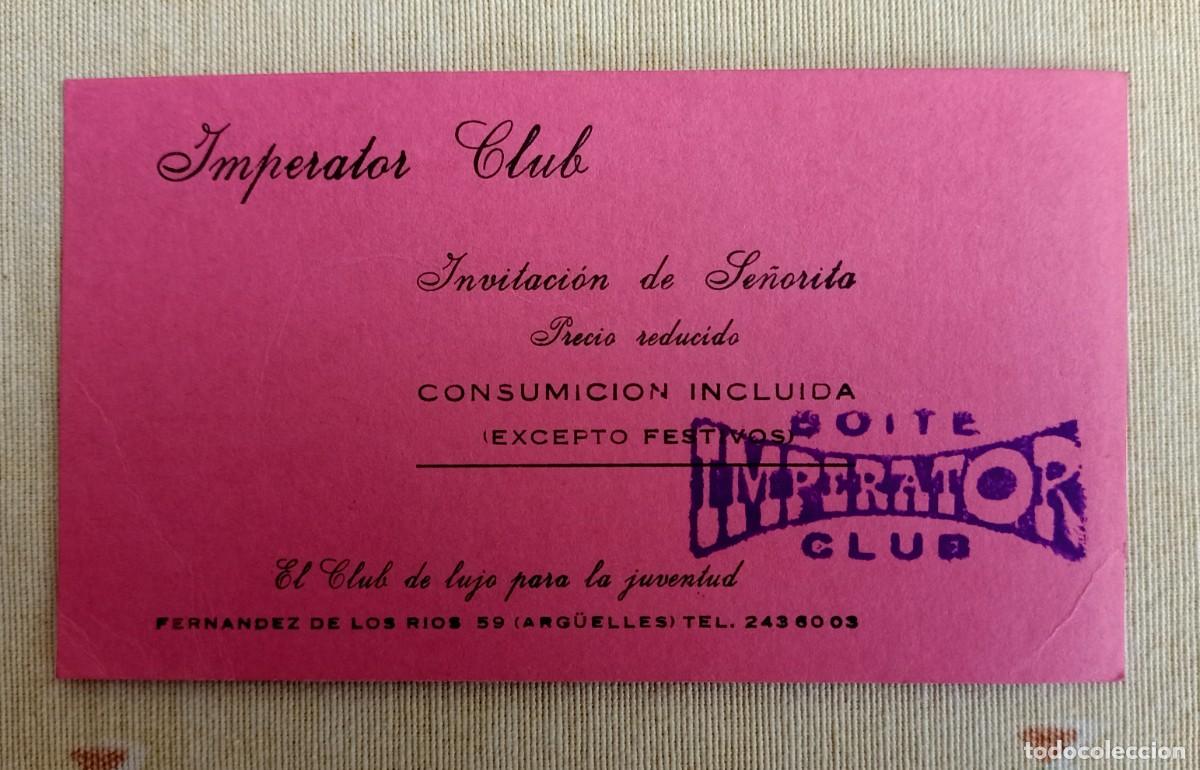 Imperator Club
Invitación de Señorita
Precio reducido
CONSUMICION INCLUIDA
(EXCEPTO FESTIVOS)
BOITE
IMPERATOR
CLUB
El Club de lujo para la juventud
FERNANDEZ DE LOS RIOS 59 (ARGÜELLES) TEL. 243 60 03
todocoleccion